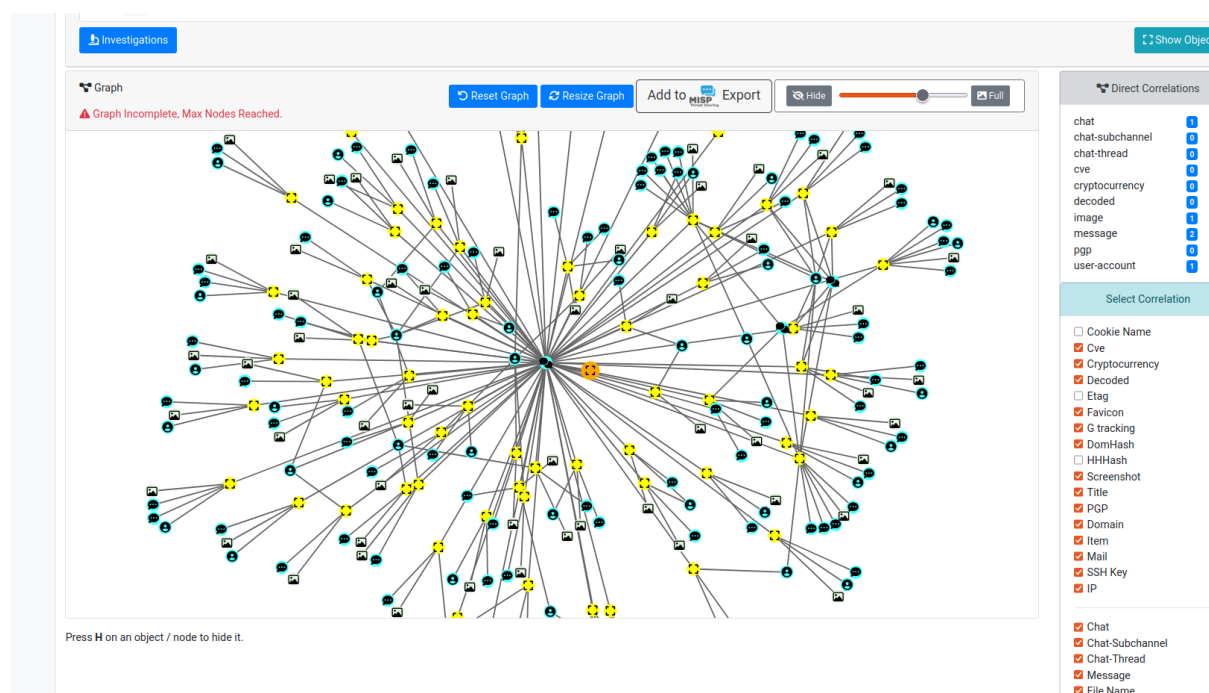 Investigations
Show Objec
Graph
Graph Incomplete, Max Nodes Reached.
Reset Graph
Resize Graph
Add to MISP Threat Sharing Export
Hide
Full
Direct Correlations
chat 1
chat-subchannel 0
chat-thread 0
cve 0
cryptocurrency 0
decoded 0
image 1
message 2
pgp 0
user-account 1
Select Correlation
Cookie Name
Cve
Cryptocurrency
Decoded
Etag
Favicon
G tracking
DomHash
HHHash
Screenshot
Title
PGP
Domain
Item
Mail
SSH Key
IP
Chat
Chat-Subchannel
Chat-Thread
Message
File Name
Press H on an object / node to hide it.